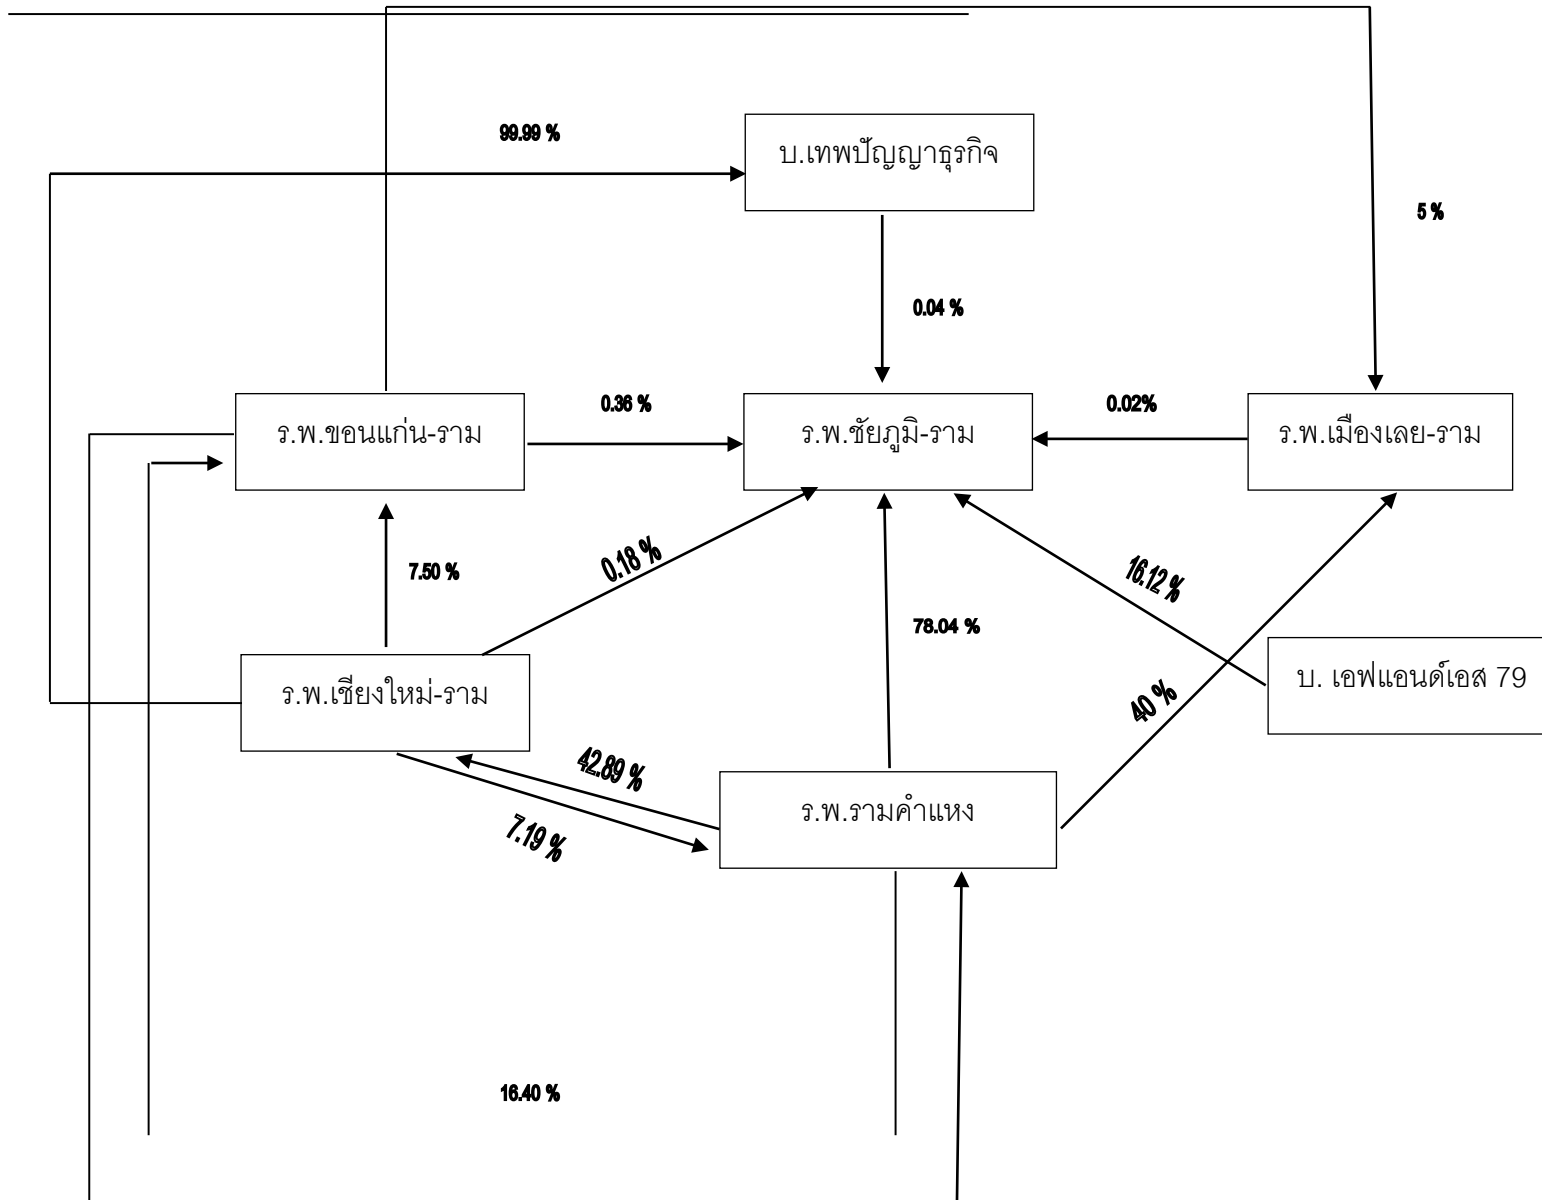 99.99 %
บ.เทพปัญญาธุรกิจ
5 %
0.04 %
ร.พ.ขอนแก่น-ราม
0.36 %
ร.พ.ชัยภูมิ-ราม
0.02%
ร.พ.เมืองเลย-ราม
7.50 %
0.18 %
16.12 %
78.04 %
ร.พ.เชียงใหม่-ราม
40 %
บ. เอฟแอนด์เอส 79
42.89 %
7.19 %
ร.พ.รามคำแหง
16.40 %